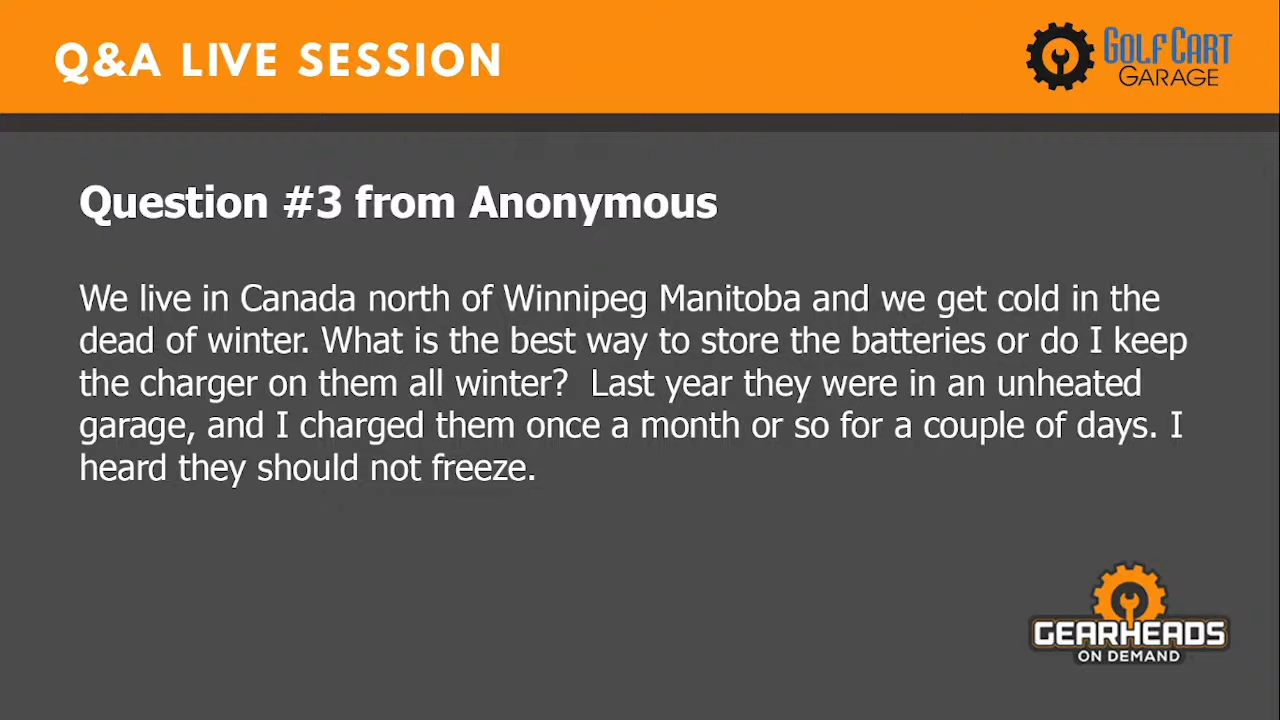 Q&A LIVE SESSION
GOLF CART
GARAGE
Question #3 from Anonymous
We live in Canada north of Winnipeg Manitoba and we get cold in the
dead of winter. What is the best way to store the batteries or do I keep
the charger on them all winter?  Last year they were in an unheated
garage, and I charged them once a month or so for a couple of days. I
heard they should not freeze.
GEARHEADS
ON DEMAND